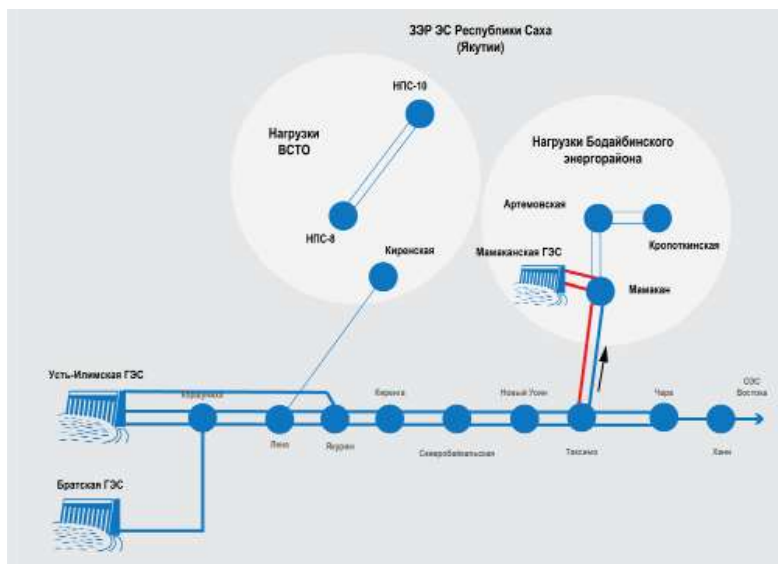 ЗЭР ЭС Республики Саха
(Якутии)
НПС-10
Нагрузки
ВСТО
Нагрузки Бодайбинского
энергорайона
Артемовская
НПС-8
Киренская
Мамаканская ГЭС
Кропоткинская
Мамакан
Усть-Илимская ГЭС
Коршуниха
Киренга
Новый Уоян
Чара
ОЭС
Востока
Лена
Якурим
Северобайкальская
Таксимо
Хани
Братская ГЭС